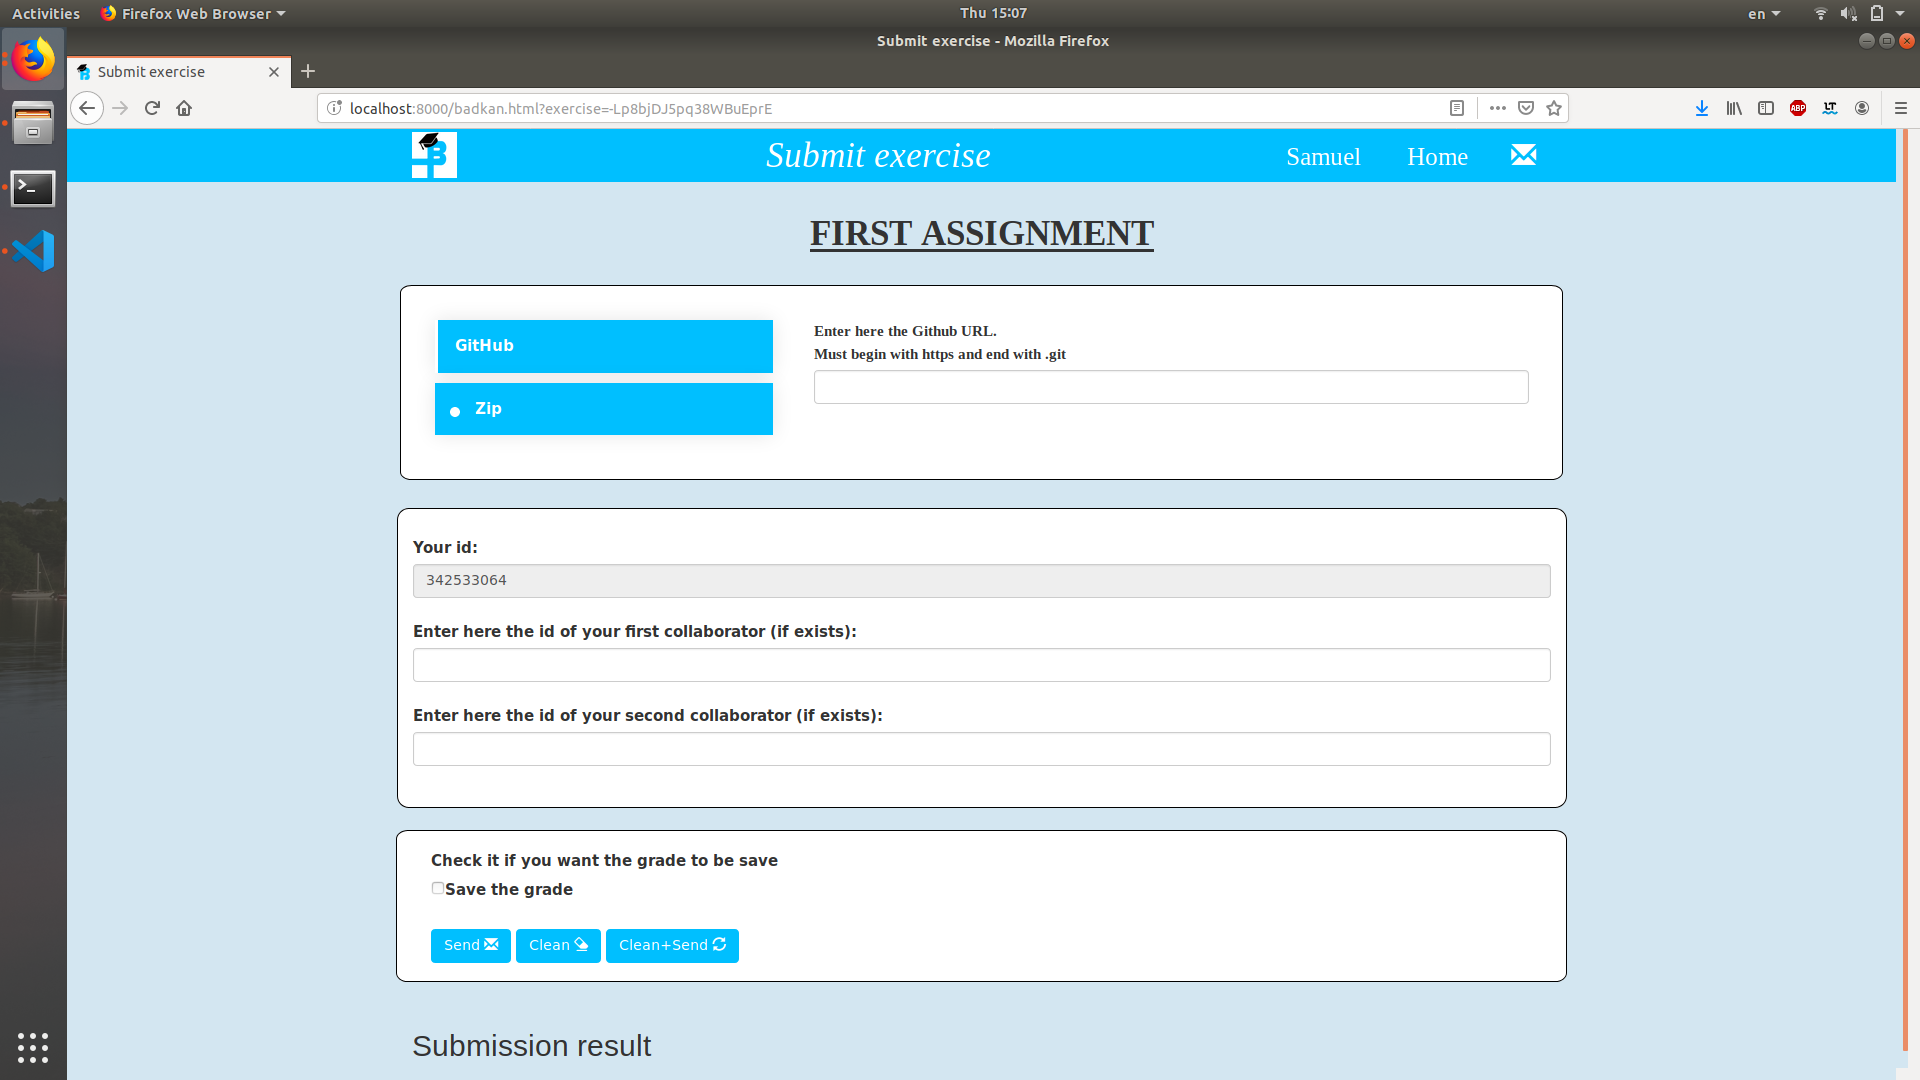 Activities Firefox Web Browser Thu 15:07 en
Submit exercise - Mozilla Firefox
Submit exercise
localhost:8000/badkan.html?exercise=-Lp8bjDJ5pq38WBuEprE ABP LT
B Submit exercise Samuel Home
FIRST ASSIGNMENT
GitHub
Zip
Enter here the Github URL.
Must begin with https and end with .git
Your id:
342533064
Enter here the id of your first collaborator (if exists):
Enter here the id of your second collaborator (if exists):
Check it if you want the grade to be save
Save the grade
Send Clean Clean+Send
Submission result